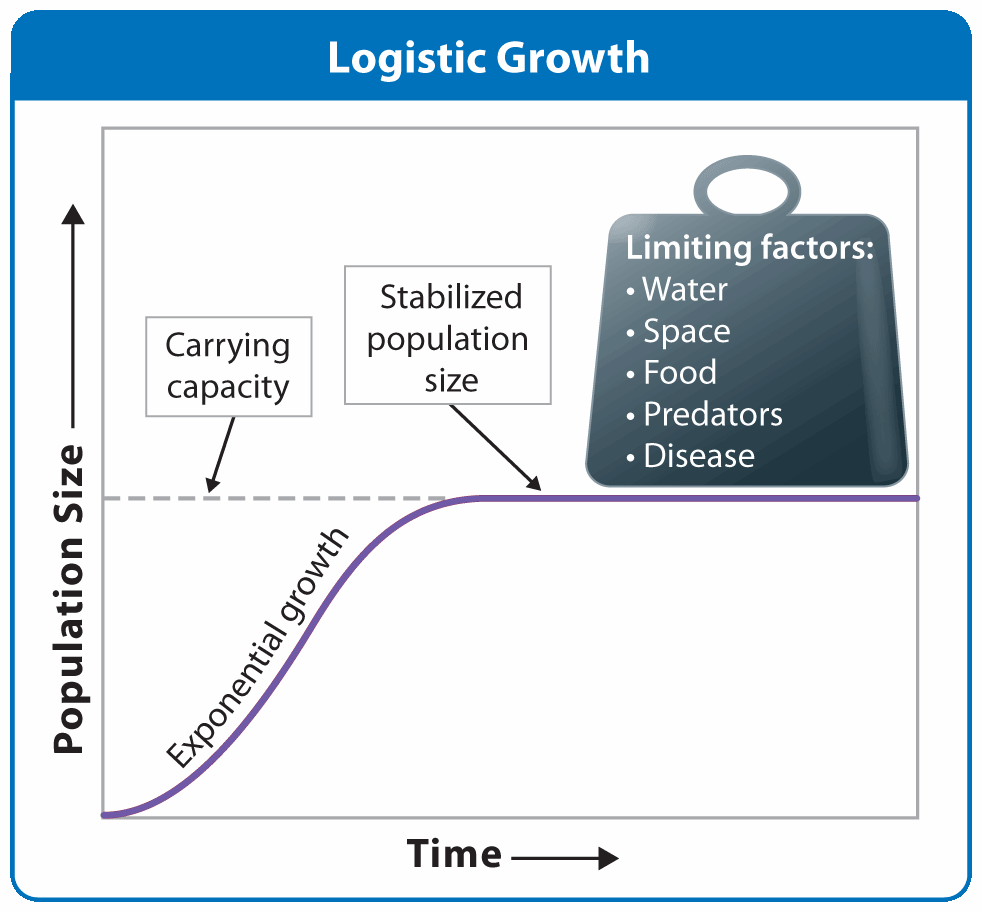 Logistic Growth
Population Size
Carrying
capacity
Stabilized
population
size
Limiting factors:
• Water
• Space
• Food
• Predators
• Disease
Exponential growth
Time